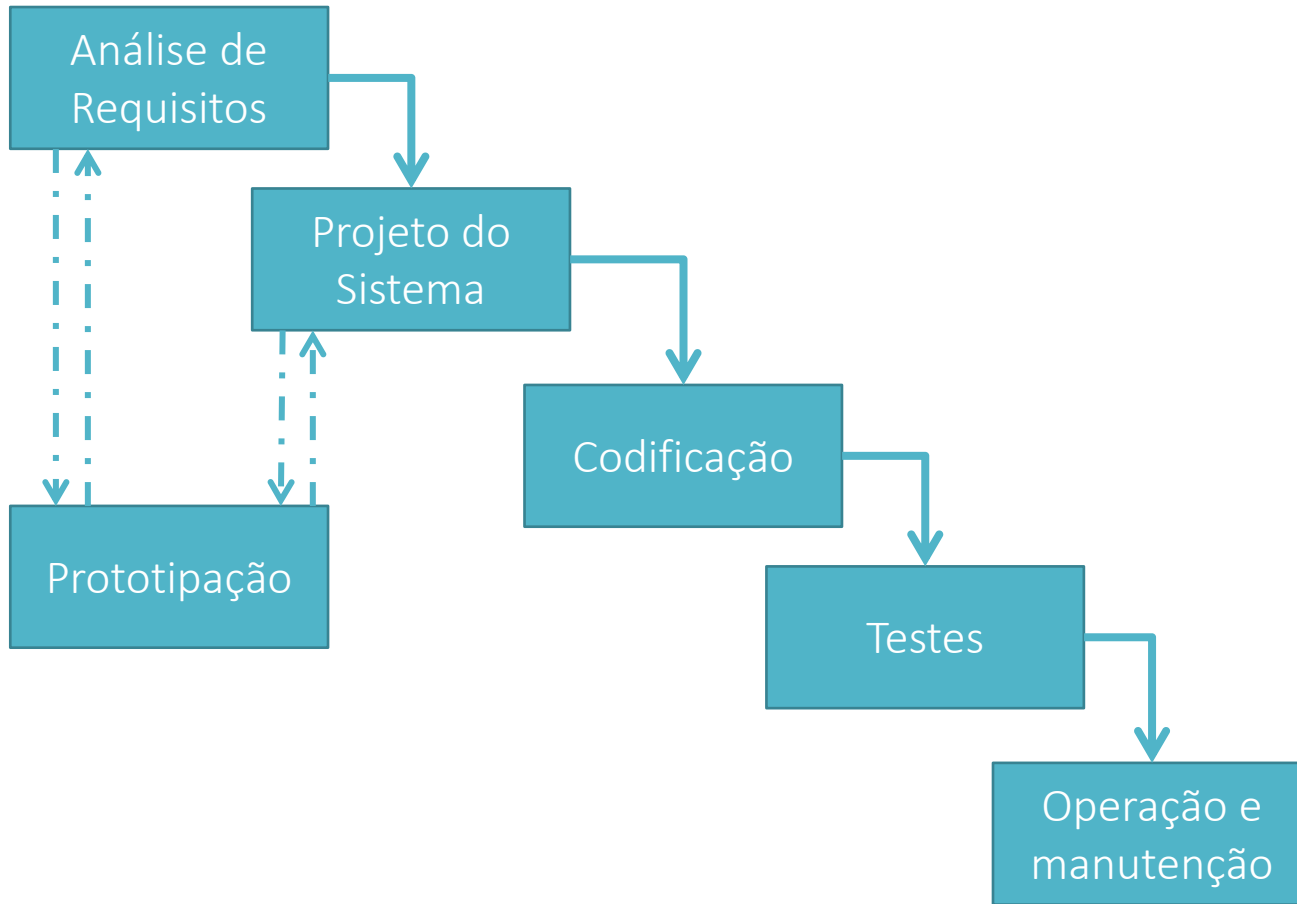 Análise de
Requisitos
Projeto do
Sistema
Codificação
Prototipação
Testes
Operação e
manutenção